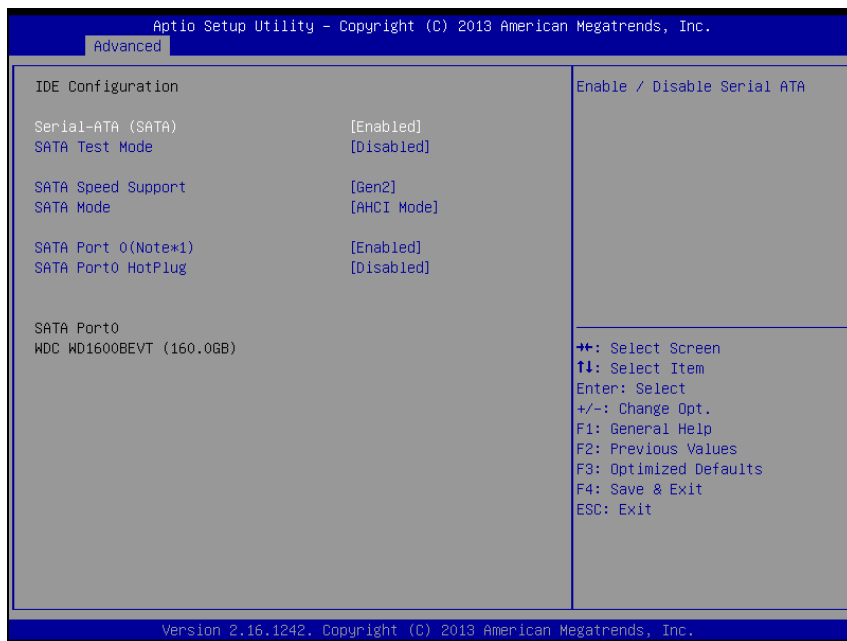 Aptio Setup Utility – Copyright (C) 2013 American Megatrends, Inc.
Advanced
IDE Configuration
Serial-ATA (SATA) [Enabled]
SATA Test Mode [Disabled]
SATA Speed Support [Gen2]
SATA Mode [AHCI Mode]
SATA Port 0(Note*1) [Enabled]
SATA Port0 HotPlug [Disabled]
SATA Port0
WDC WD1600BEVT (160.0GB)
Enable / Disable Serial ATA
→←: Select Screen
↑↓: Select Item
Enter: Select
+/-: Change Opt.
F1: General Help
F2: Previous Values
F3: Optimized Defaults
F4: Save & Exit
ESC: Exit
Version 2.16.1242. Copyright (C) 2013 American Megatrends, Inc.